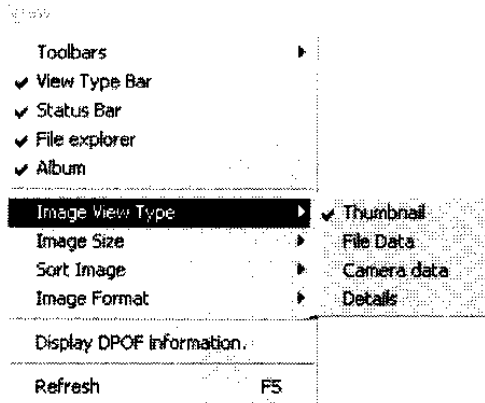 Toolbars
View Type Bar
Status Bar
File explorer
Album
Image View Type
Image Size
Sort Image
Image Format
Display DPOF information.
Refresh F5
Thumbnail
File Data
Camera data
Details